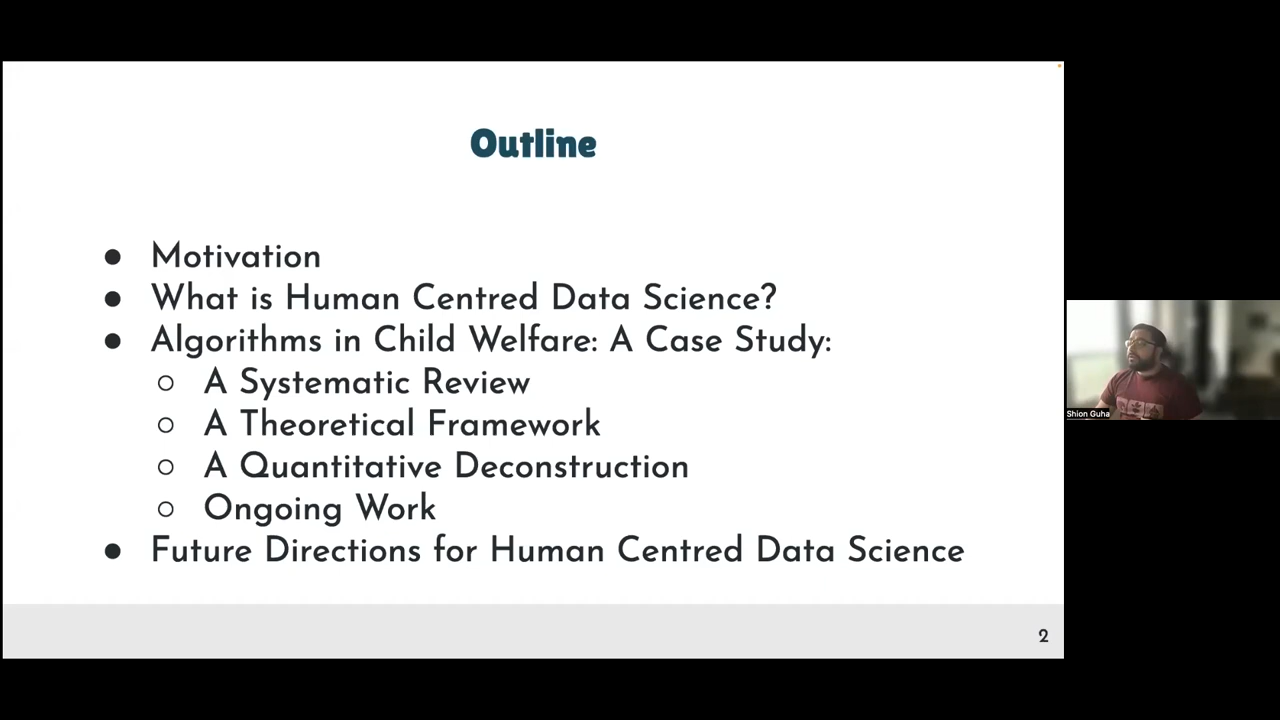 Outline
● Motivation
● What is Human Centred Data Science?
● Algorithms in Child Welfare: A Case Study:
○ A Systematic Review
○ A Theoretical Framework
○ A Quantitative Deconstruction
○ Ongoing Work
● Future Directions for Human Centred Data Science
2
Shion Guha